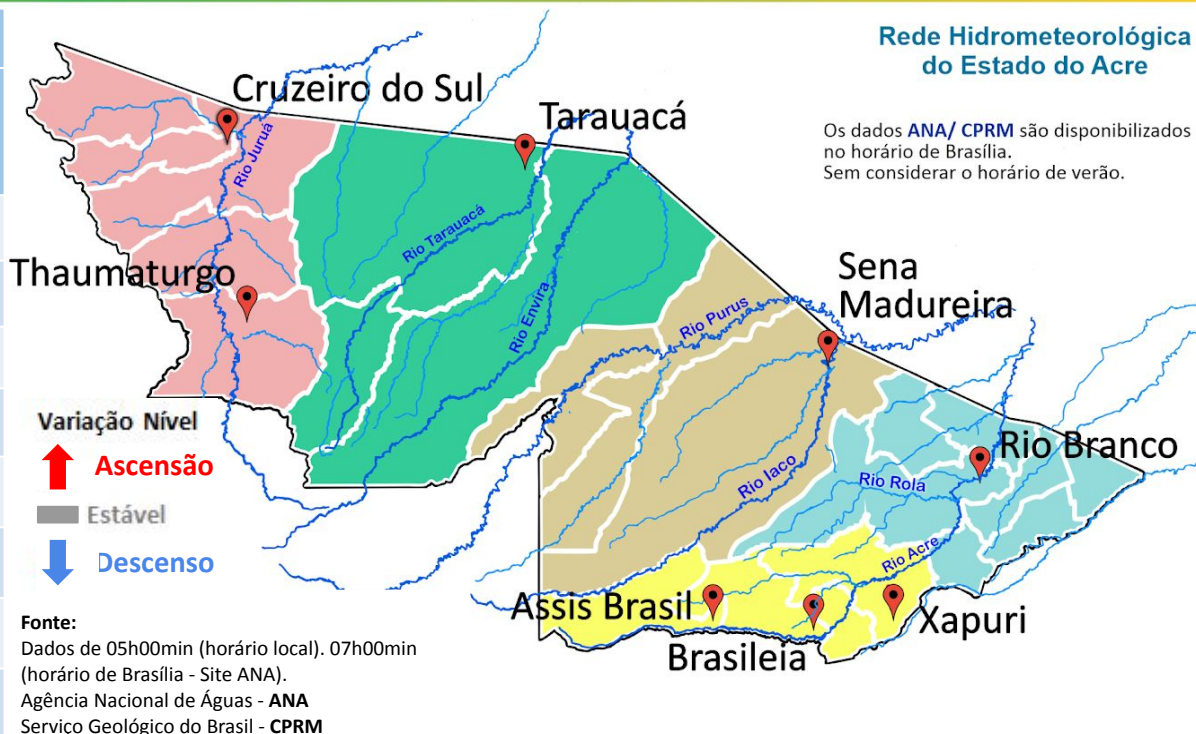 Rede Hidrometeorológica
do Estado do Acre
Os dados ANA/ CPRM são disponibilizados
no horário de Brasília.
Sem considerar o horário de verão.
Cruzeiro do Sul
Tarauacá
Rio Juruá
Rio Tarauacá
Thaumaturgo
Rio Envira
Sena
Madureira
Rio Purus
Variação Nível
Ascensão
Estável
Descenso
Rio Branco
Rio Iaco
Rio Rola
Rio Acre
Assis Brasil
Xapuri
Brasileia
Fonte:
Dados de 05h00min (horário local). 07h00min
(horário de Brasília - Site ANA).
Agência Nacional de Águas - ANA
Serviço Geológico do Brasil - CPRM